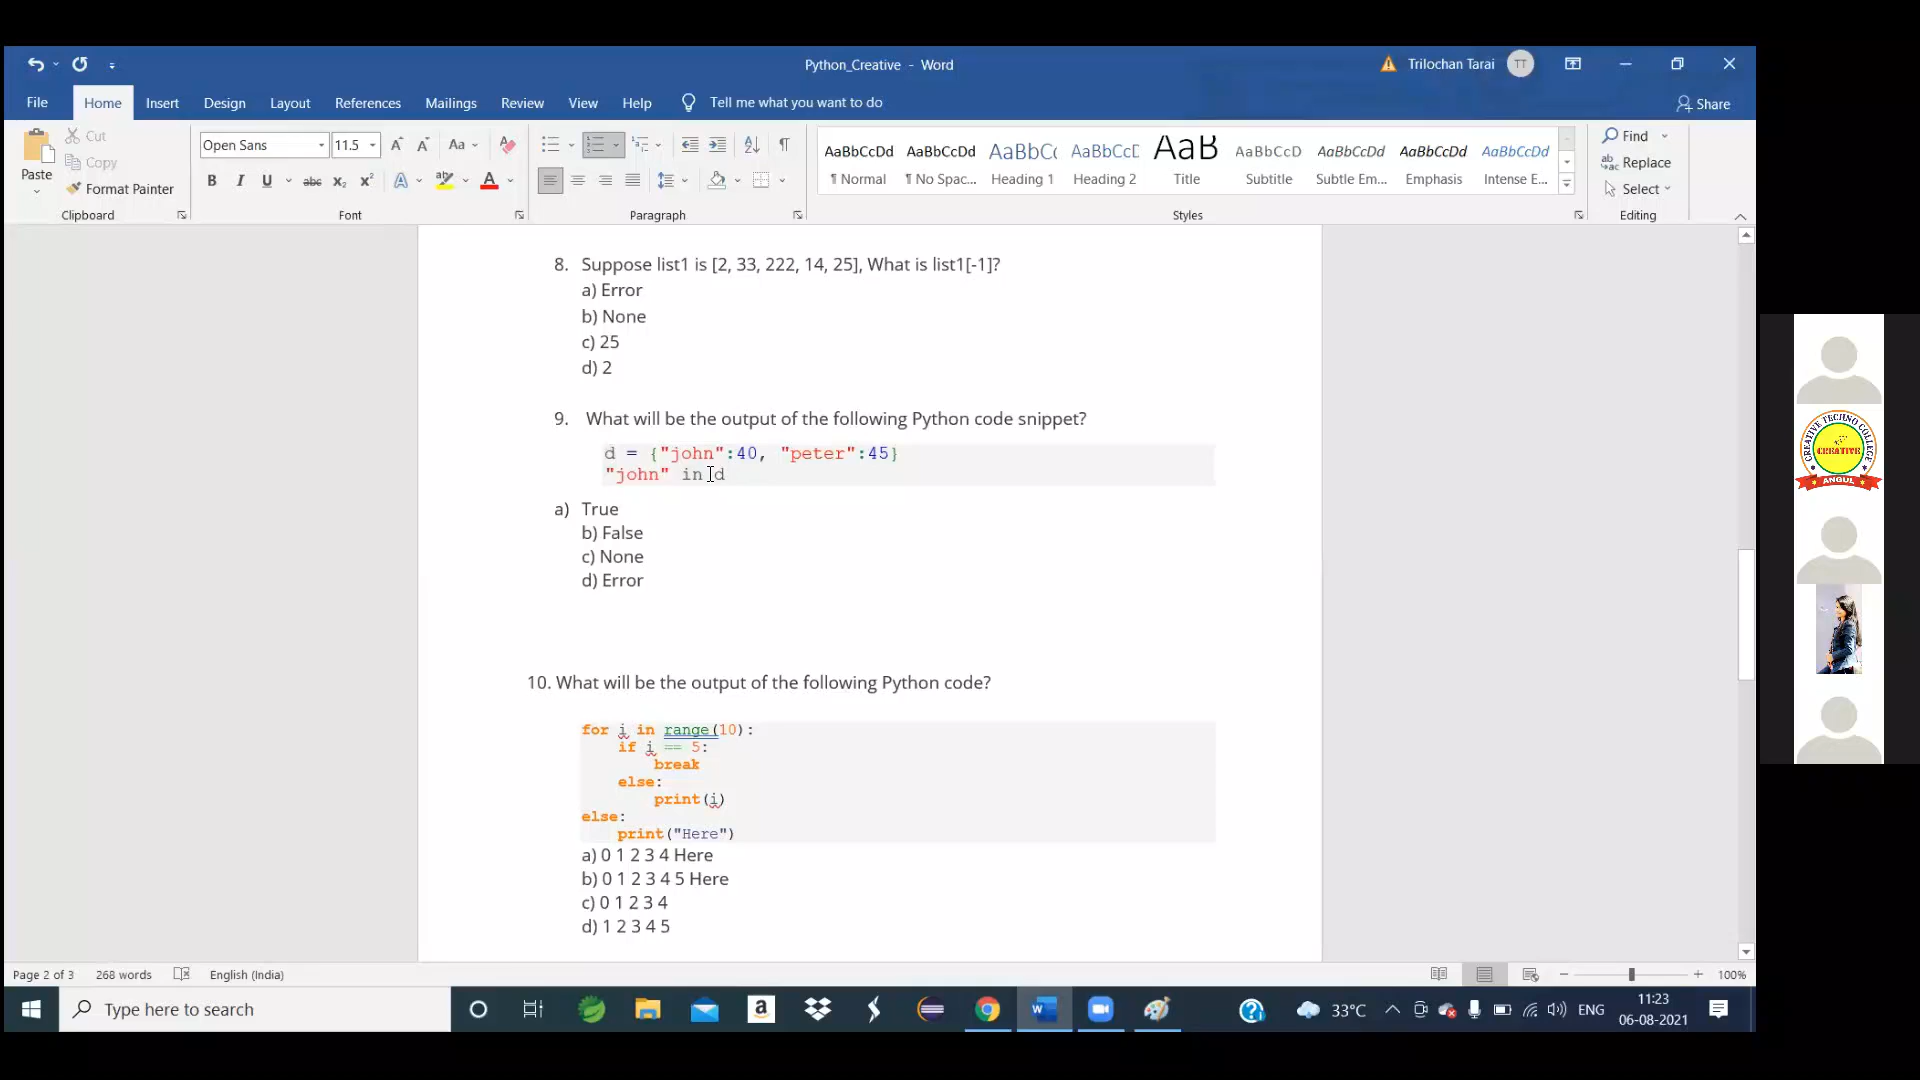 Python_Creative - Word
Trilochan Tarai
TT
File
Home
Insert
Design
Layout
References
Mailings
Review
View
Help
Tell me what you want to do
Share
Paste
Cut
Copy
Format Painter
Clipboard
Open Sans
11.5
Font
Paragraph
AaBbCcDd
¶ Normal
AaBbCcDd
¶ No Spac...
AaBbC
Heading 1
AaBbCcD
Heading 2
AaB
Title
AaBbCcD
Subtitle
AaBbCcDd
Subtle Em...
AaBbCcDd
Emphasis
AaBbCcDd
Intense E...
Styles
Find
Replace
Select
Editing
8. Suppose list1 is [2, 33, 222, 14, 25], What is list1[-1]?
a) Error
b) None
c) 25
d) 2
9. What will be the output of the following Python code snippet?
d = {"john":40, "peter":45}
"john" in d
a) True
b) False
c) None
d) Error
10. What will be the output of the following Python code?
for i in range(10):
if i == 5:
break
else:
print(i)
else:
print("Here")
a) 0 1 2 3 4 Here
b) 0 1 2 3 4 5 Here
c) 0 1 2 3 4
d) 1 2 3 4 5
CREATIVE TECHNO COLLEGE
CREATIVE
ANGUL
Page 2 of 3
268 words
English (India)
100%
Type here to search
33°C
ENG
11:23
06-08-2021